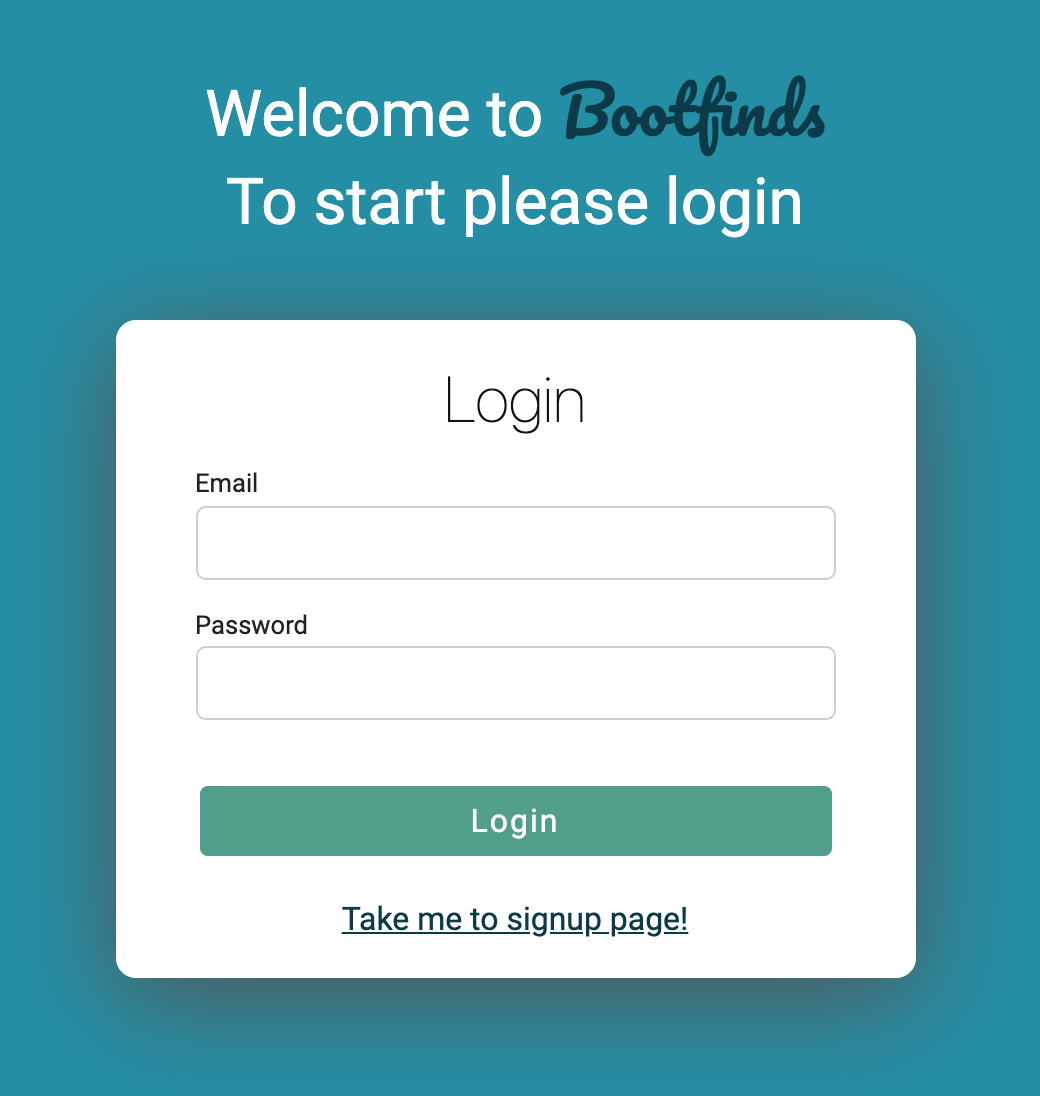 Welcome to Bootfinds
To start please login
Login
Email
Password
Login
Take me to signup page!